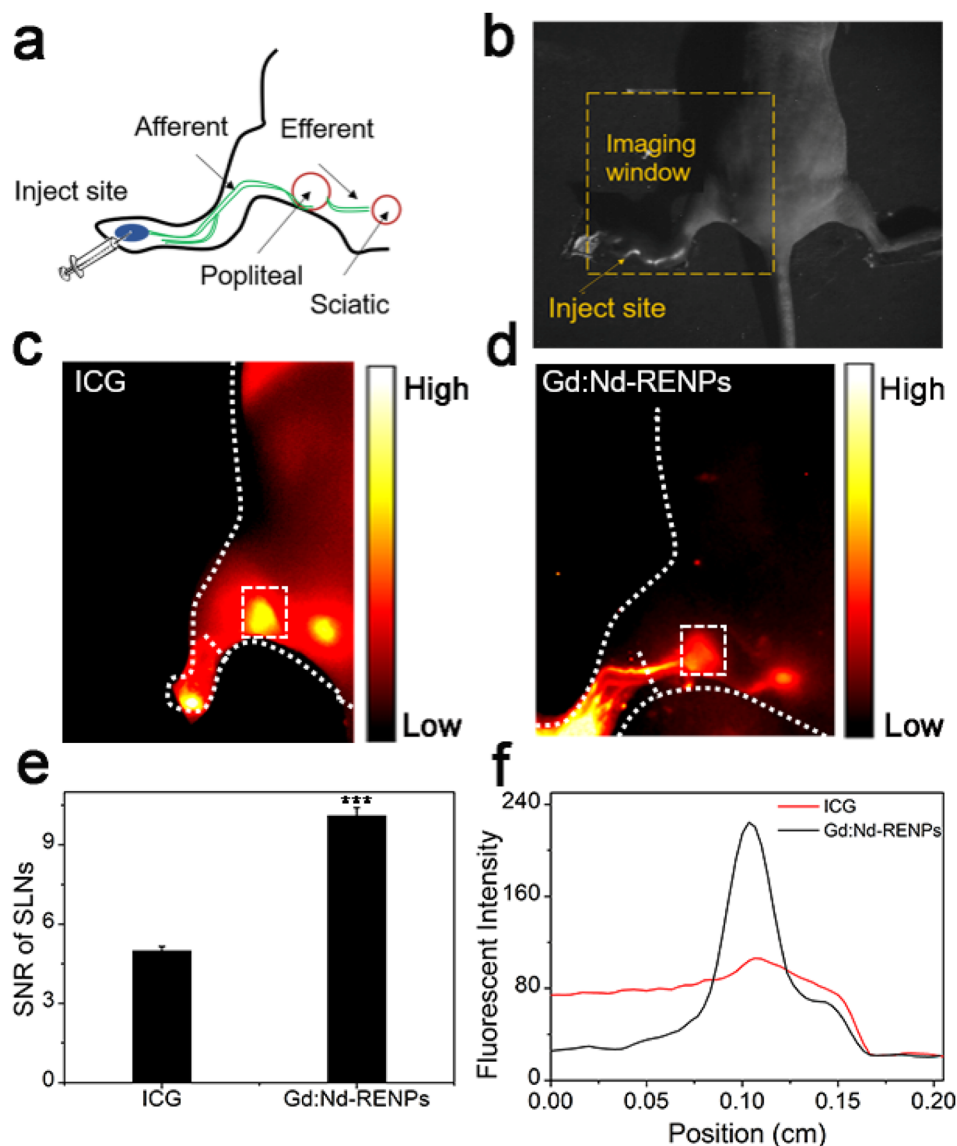 a
Afferent
Efferent
Inject site
Popliteal
Sciatic
b
Imaging
window
Inject site
c
ICG
High
Low
d
Gd:Nd-RENPs
High
Low
e
SNR of SLNs
9
6
3
0
***
ICG
Gd:Nd-RENPs
f
Fluorescent Intensity
240
160
80
0
ICG
Gd:Nd-RENPs
0.00
0.05
0.10
0.15
0.20
Position (cm)